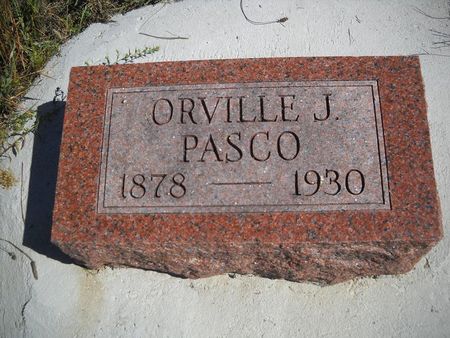 ORVILLE J.
PASCO
1878 — 1930